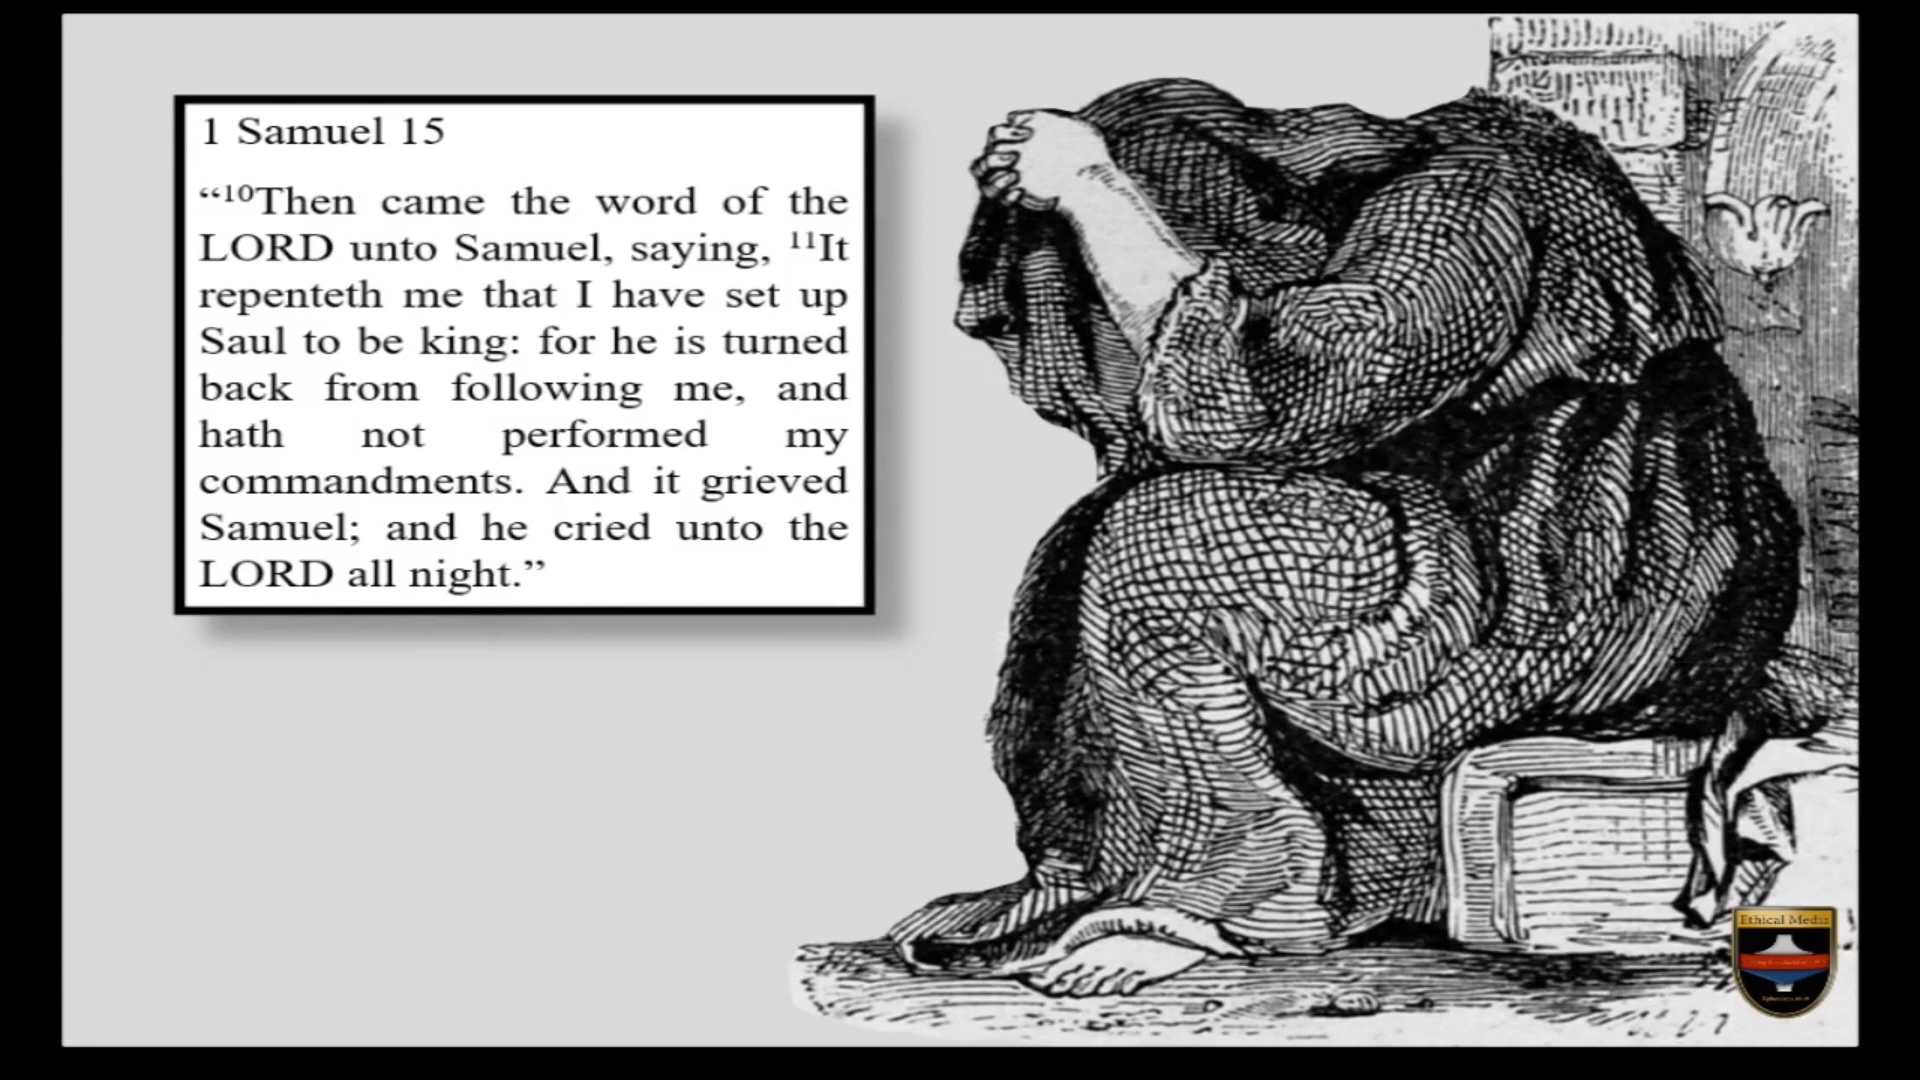 1 Samuel 15
“¹⁰Then came the word of the
LORD unto Samuel, saying, ¹¹It
repenteth me that I have set up
Saul to be king: for he is turned
back from following me, and
hath not performed my
commandments. And it grieved
Samuel; and he cried unto the
LORD all night.”
Ethical Media